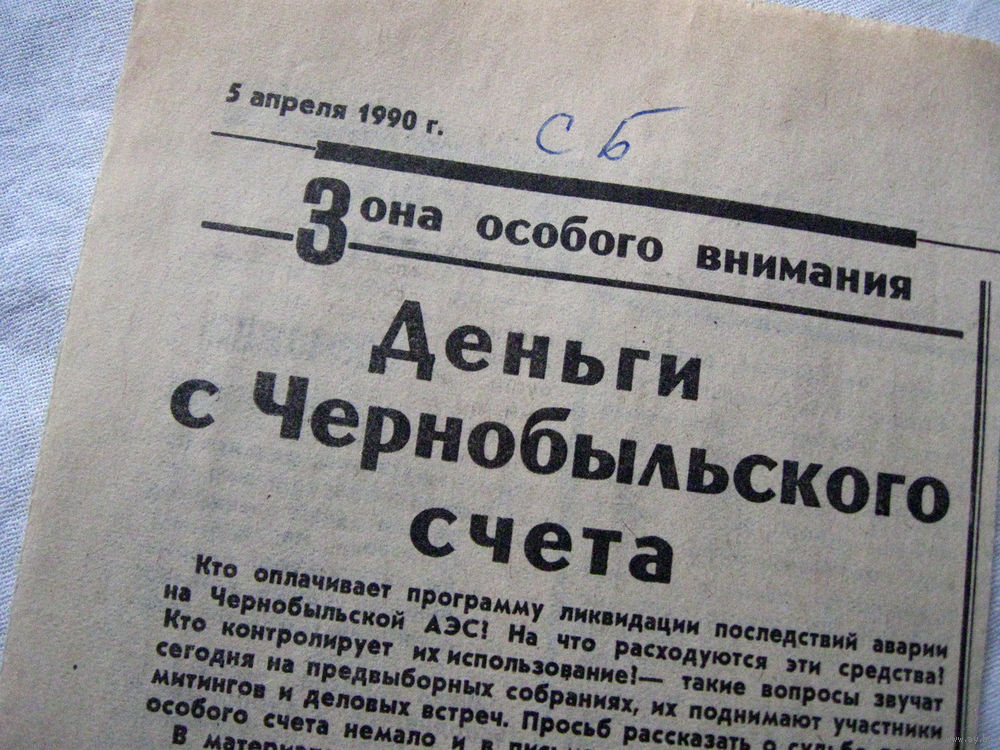 5 апреля 1990 г.
С Б
Зона особого внимания
Деньги
с Чернобыльского
счета
Кто оплачивает программу ликвидации последствий аварии
на Чернобыльской АЭС! На что расходуются эти средства!
Кто контролирует их использование!— такие вопросы звучат
сегодня на предвыборных собраниях, их поднимают участники
митингов и деловых встреч. Просьб рассказать о
особого счета немало и в
В